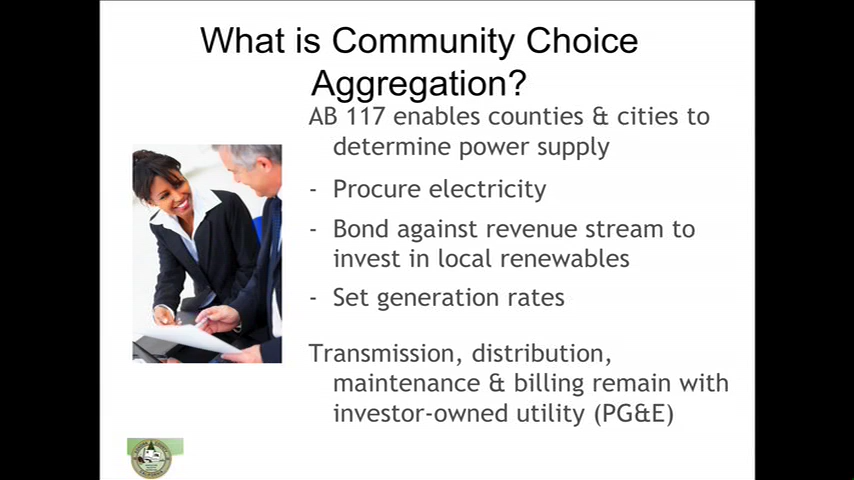 What is Community Choice
Aggregation?
AB 117 enables counties & cities to
determine power supply
- Procure electricity
- Bond against revenue stream to
invest in local renewables
- Set generation rates
Transmission, distribution,
maintenance & billing remain with
investor-owned utility (PG&E)